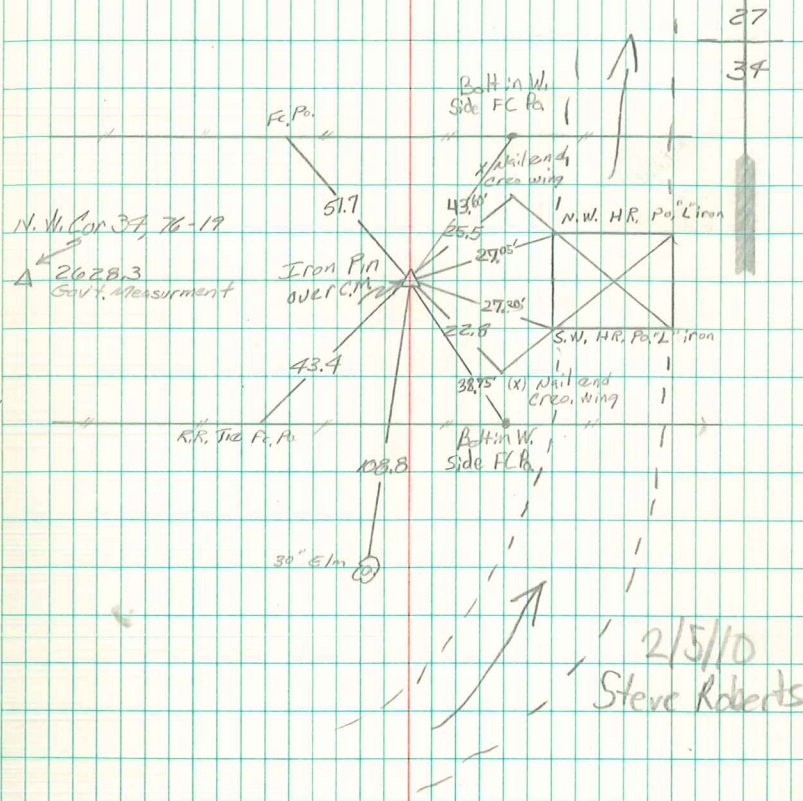 27
34
Bolt in W.
Side FC Po.
Fc. Po.
x Nail and
creo wing
51.7
43.60'
25.5
N.W. HR. Po. "L" iron
N.W. Cor 34, 76-19
27.05'
2628.3
Govt. Measurment
Iron Pin
over C.M.
27.20'
22.8
S.W. HR. Po. "L" iron
43.4
38.75'
(x) Nail and
Creo. wing
R.R. Tie Fc. Po.
Bolt in W.
Side FC Po.
108.8
30" Elm
2/5/10
Steve Roberts